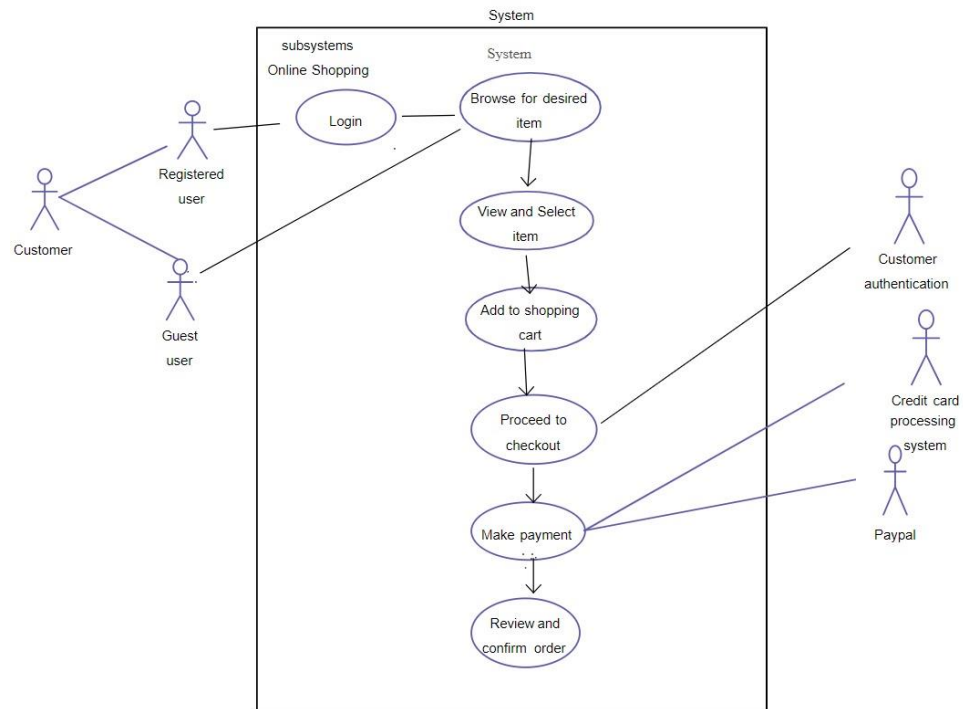 System
subsystems
Online Shopping
System
Login
Browse for desired
item
Registered
user
Customer
View and Select
item
Customer
authentication
Guest
user
Add to shopping
cart
Credit card
processing
system
Proceed to
checkout
Make payment
Paypal
Review and
confirm order